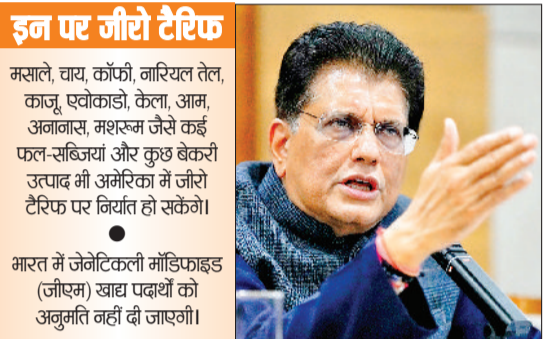 इन पर जीरो टैरिफ
मसाले, चाय, कॉफी, नारियल तेल,
काजू, एवोकाडो, केला, आम,
अनानास, मशरूम जैसे कई
फल-सब्जियां और कुछ बेकरी
उत्पाद भी अमेरिका में जीरो
टैरिफ पर निर्यात हो सकेंगे।
भारत में जेनेटिकली मॉडिफाइड
(जीएम) खाद्य पदार्थों को
अनुमति नहीं दी जाएगी।